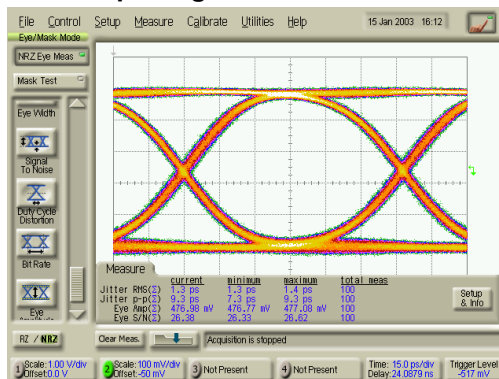 File Control Setup Measure Calibrate Utilities Help 15 Jan 2003 16:12
Eye/Mask Mode
NRZ Eye Meas
Mask Test
Eye Width
Signal
To Noise
Duty Cycle
Distortion
Bit Rate
Eye
Measure
current minimum maximum total meas
Jitter RMS(Σ) 1.3 ps 1.3 ps 1.4 ps 100
Jitter p-p(Σ) 9.3 ps 7.3 ps 9.3 ps 100
Eye Amp(Σ) 476.98 mV 476.77 mV 477.08 mV 100
Eye S/N(Σ) 26.38 26.33 26.62 100
Setup
& Info
RZ / NRZ
Clear Meas.
Acquisition is stopped
1 Scale:1.00 V/div
Offset:0.0 V
2 Scale:100 mV/div
Offset:-50 mV
3 Not Present
4 Not Present
Time: 15.0 ps/div
Delay:24.0879 ns
Trigger Level
-517 mV